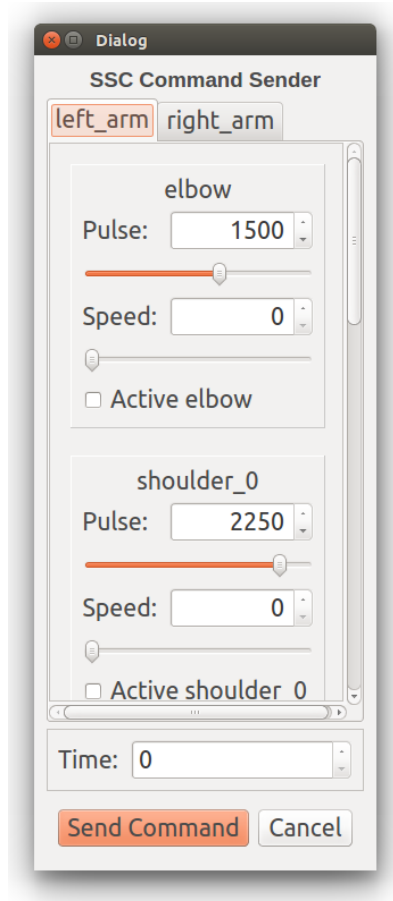 Dialog
SSC Command Sender
left_arm right_arm
elbow
Pulse: 1500
Speed: 0
Active elbow
shoulder_0
Pulse: 2250
Speed: 0
Active shoulder_0
Time: 0
Send Command Cancel